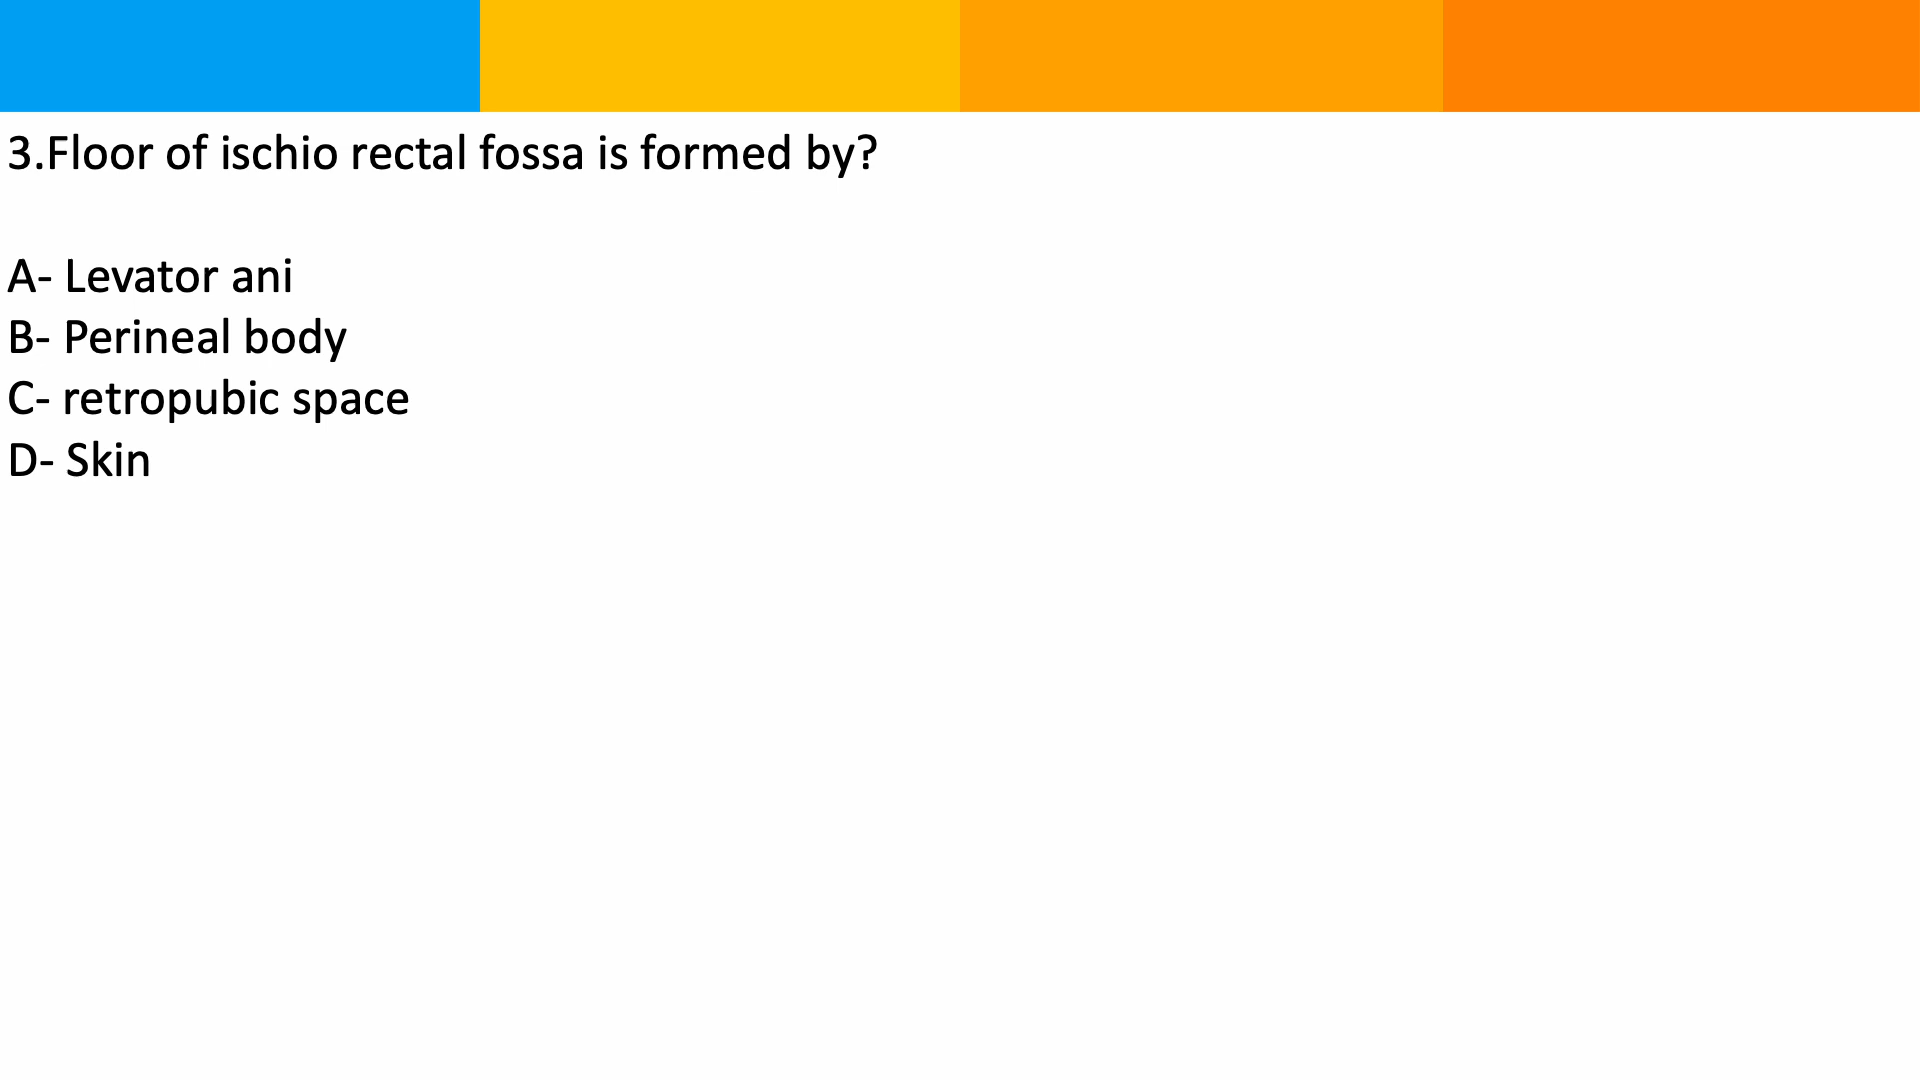 3.Floor of ischio rectal fossa is formed by?
A- Levator ani
B- Perineal body
C- retropubic space
D- Skin